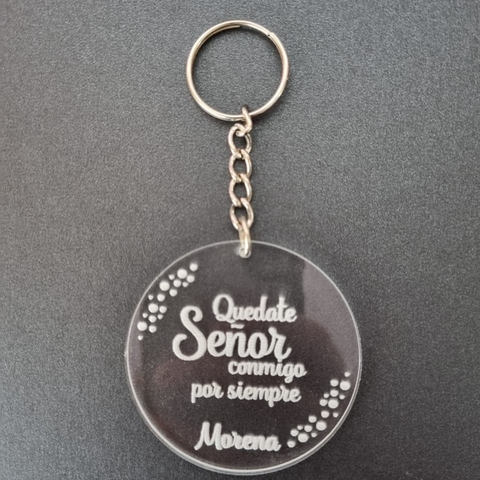 Quedate
Señor
conmigo
por siempre
Morena